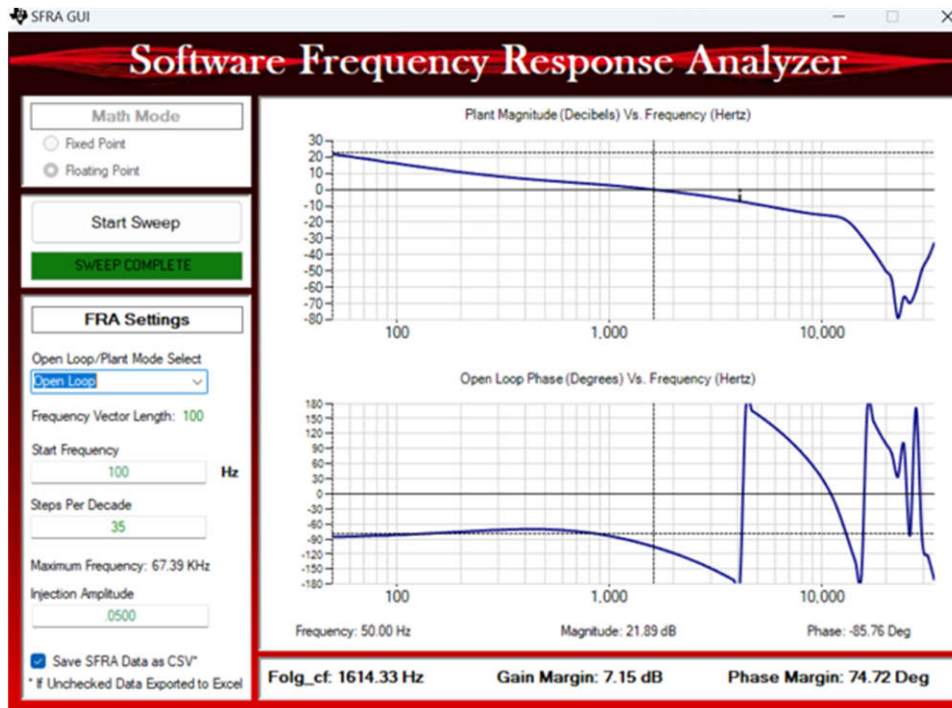 SFRA GUI
Software Frequency Response Analyzer
Math Mode
Fixed Point
Floating Point
Start Sweep
SWEEP COMPLETE
FRA Settings
Open Loop/Plant Mode Select
Open Loop
Frequency Vector Length: 100
Start Frequency
100 Hz
Steps Per Decade
35
Maximum Frequency: 67.39 KHz
Injection Amplitude
.0500
Save SFRA Data as CSV*
* If Unchecked Data Exported to Excel
Plant Magnitude (Decibels) Vs. Frequency (Hertz)
30
20
10
0
-10
-20
-30
-40
-50
-60
-70
-80
100 1,000 10,000
Open Loop Phase (Degrees) Vs. Frequency (Hertz)
180
150
120
90
60
30
0
-30
-60
-90
-120
-150
-180
100 1,000 10,000
Frequency: 50.00 Hz Magnitude: 21.89 dB Phase: -85.76 Deg
Folg_cf: 1614.33 Hz Gain Margin: 7.15 dB Phase Margin: 74.72 Deg